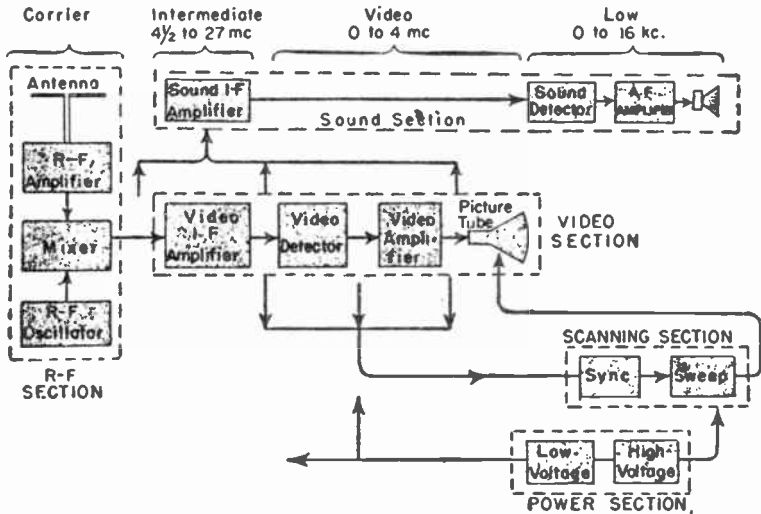 Carrier
Intermediate
4½ to 27 mc
Video
0 to 4 mc
Low
0 to 16 kc.
Antenna
R-F
Amplifier
Mixer
R-F
Oscillator
R-F
SECTION
Sound I-F
Amplifier
Sound Section
Sound
Detector
A-F
AMPLIFIER
Video
I-F
Amplifier
Video
Detector
Video
Ampli-
fier
Picture
Tube
VIDEO
SECTION
SCANNING SECTION
Sync
Sweep
Low-
Voltage
High-
Voltage
POWER SECTION